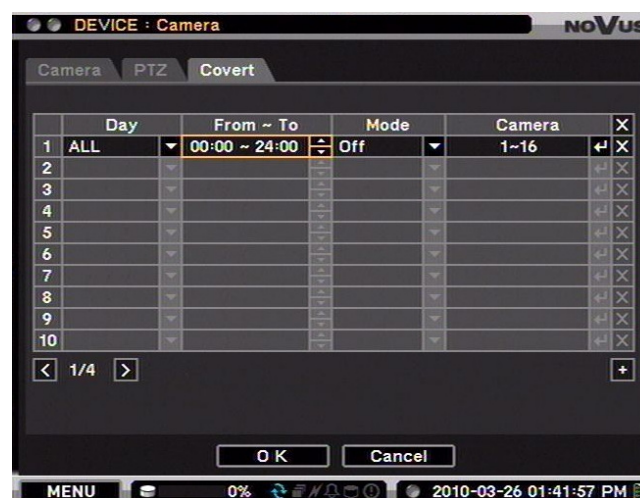 DEVICE : Camera
NOVUS
Camera PTZ Covert
Day From ~ To Mode Camera X
1 ALL 00:00 ~ 24:00 Off 1~16 X
2 X
3 X
4 X
5 X
6 X
7 X
8 X
9 X
10 X
< 1/4 > +
OK Cancel
MENU 0% 2010-03-26 01:41:57 PM